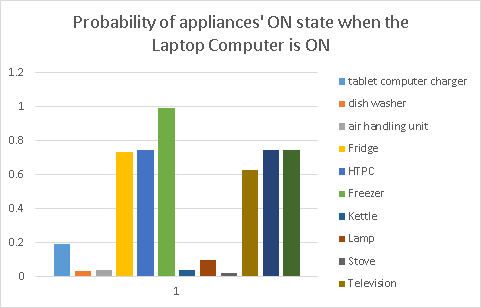 Probability of appliances' ON state when the
Laptop Computer is ON
1.2
1
0.8
0.6
0.4
0.2
0
1
tablet computer charger
dish washer
air handling unit
Fridge
HTPC
Freezer
Kettle
Lamp
Stove
Television